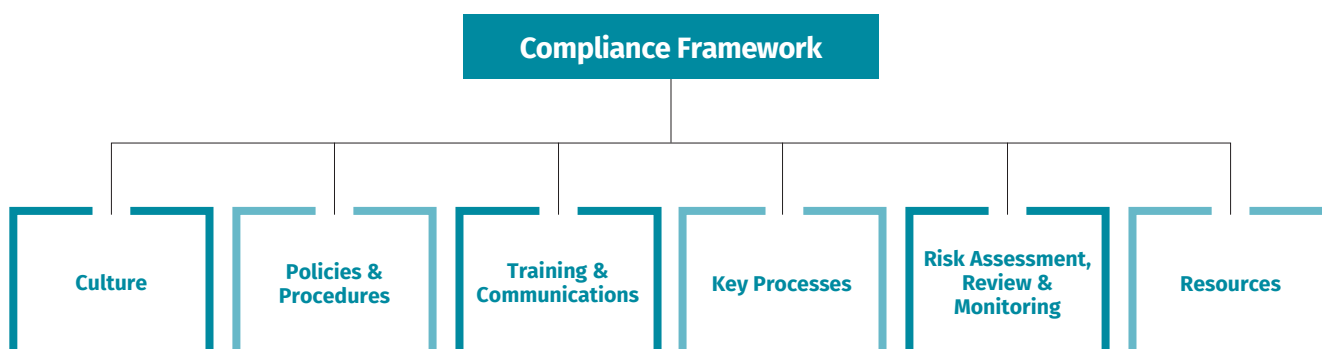 Compliance Framework
Culture
Policies &
Procedures
Training &
Communications
Key Processes
Risk Assessment,
Review &
Monitoring
Resources